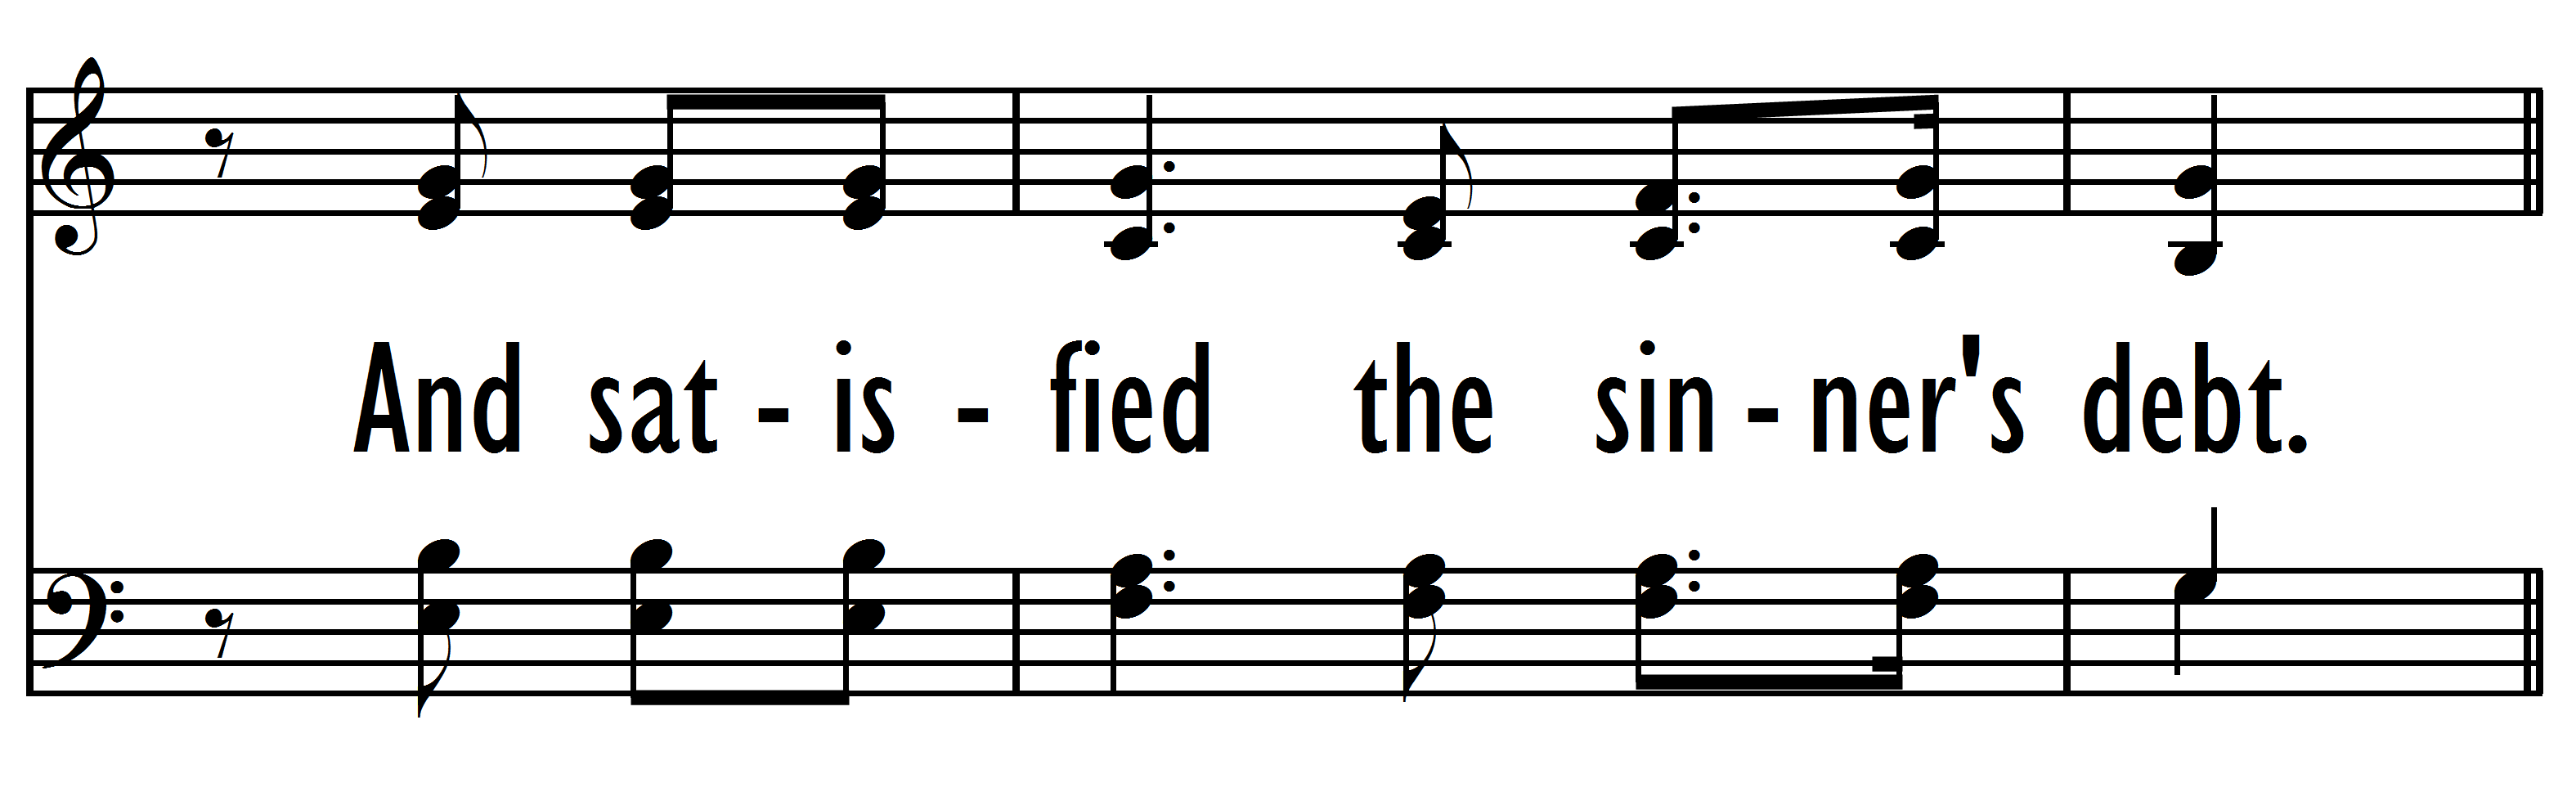 And sat - is - fied the sin - ner's debt.